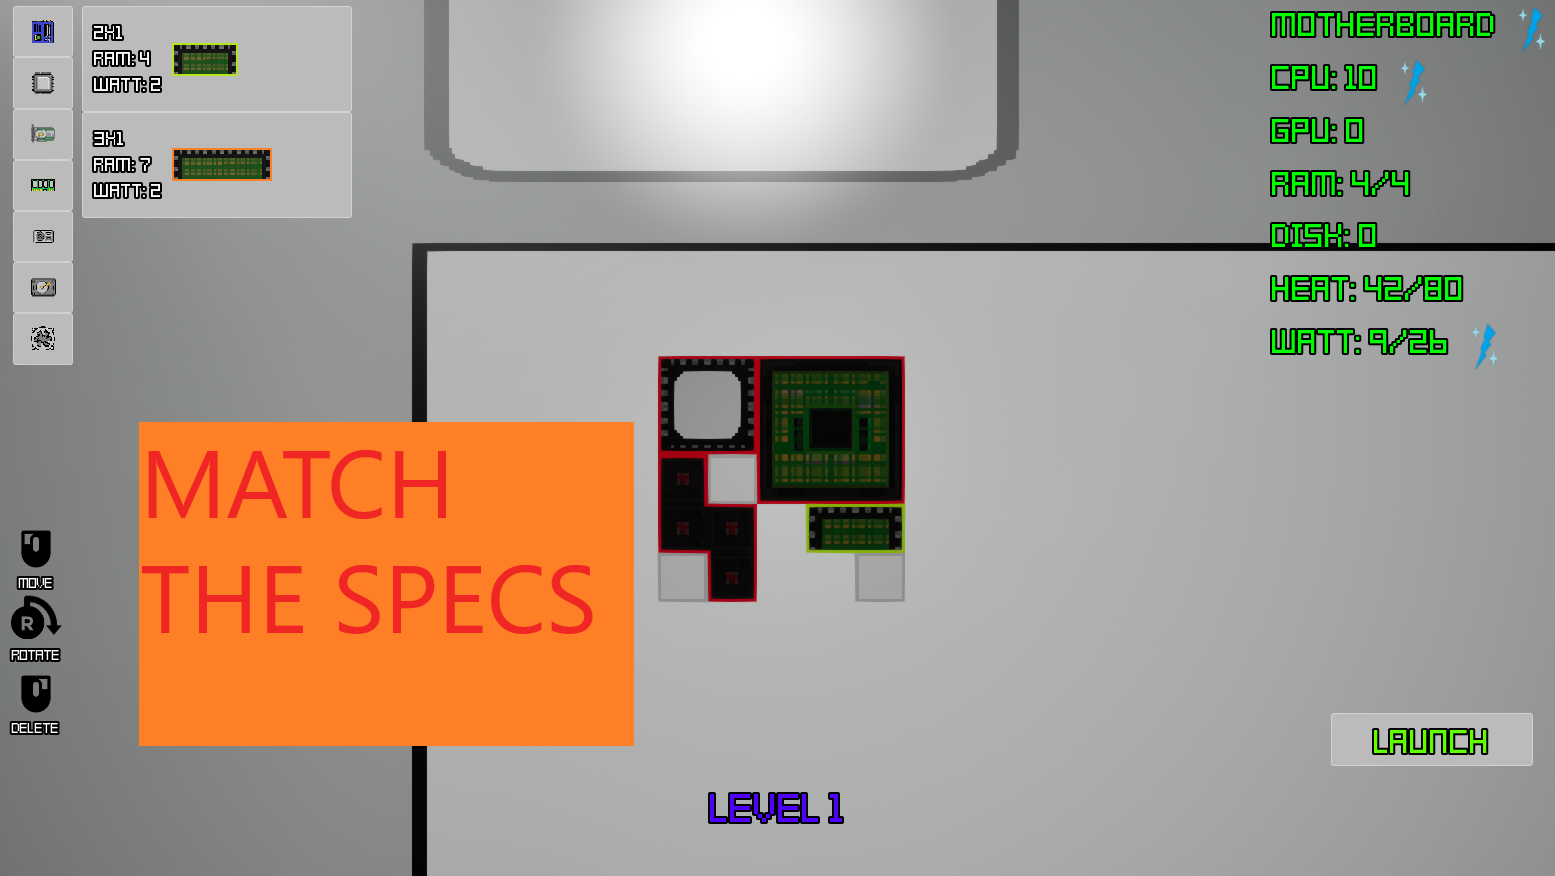 2X1
RAM: 4
WATT: 2
3X1
RAM: 7
WATT: 2
MOTHERBOARD
CPU: 10
GPU: 0
RAM: 4/4
DISK: 0
HEAT: 42/80
WATT: 9/26
MATCH
THE SPECS
MOVE
R
ROTATE
DELETE
LAUNCH
LEVEL 1